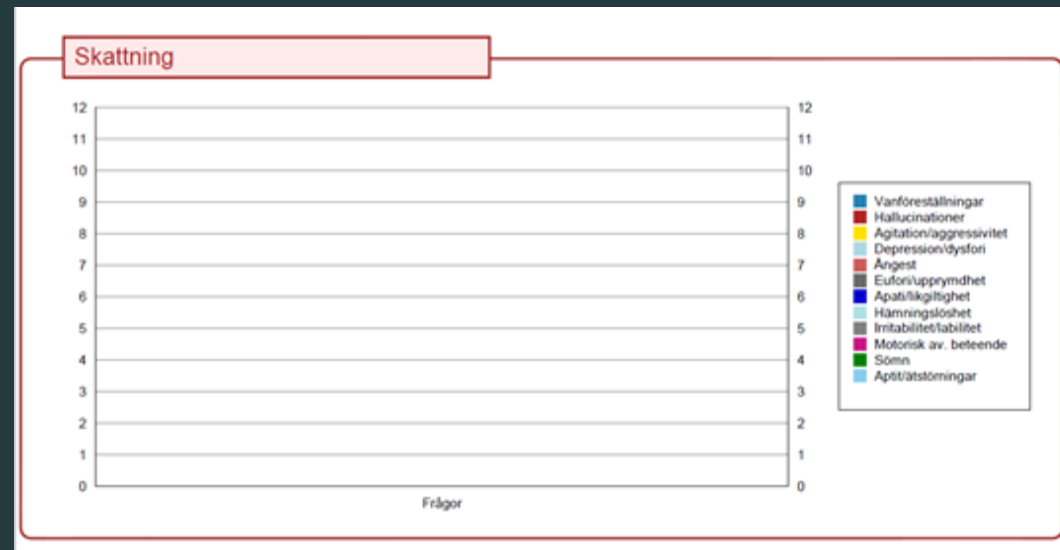 Skattning
12 12
11 11
10 10
9 9
8 8
7 7
6 6
5 5
4 4
3 3
2 2
1 1
0 0
Frågor
Vanföreställningar
Hallucinationer
Agitation/aggressivitet
Depression/dysfori
Ångest
Eufori/upprymdhet
Apati/likgiltighet
Hämningslöshet
Irritabilitet/labilitet
Motorisk av. beteende
Sömn
Aptit/ätstörningar